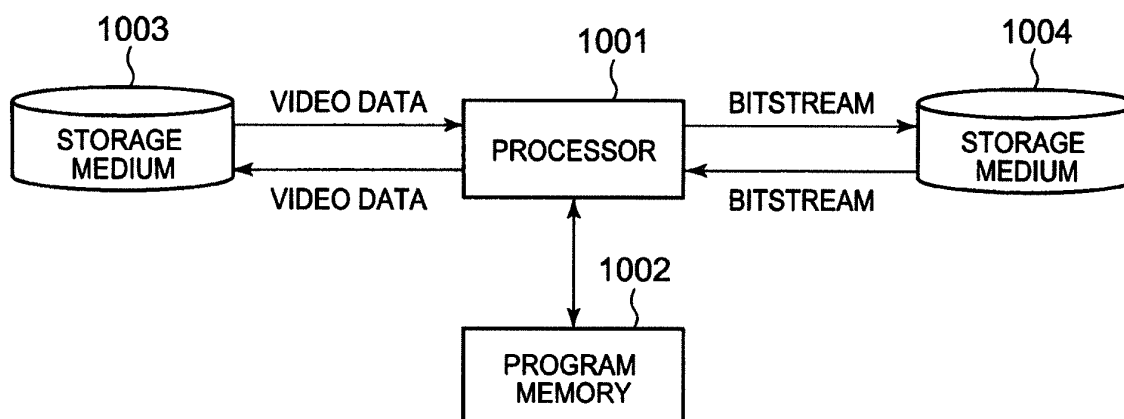 1003
1001
1004
STORAGE
MEDIUM
VIDEO DATA
VIDEO DATA
PROCESSOR
BITSTREAM
BITSTREAM
STORAGE
MEDIUM
1002
PROGRAM
MEMORY